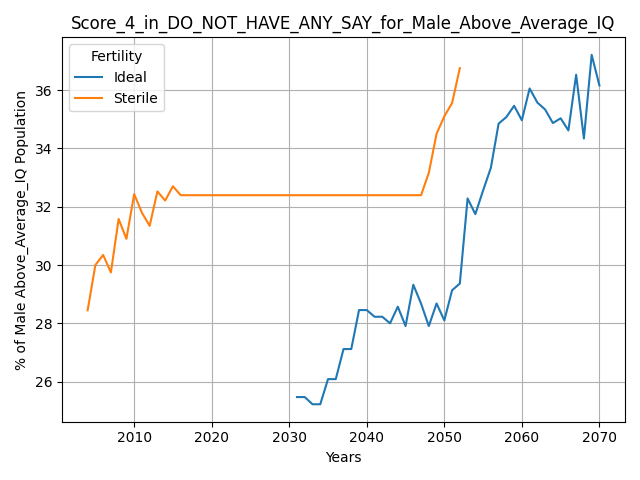 Score_4_in_DO_NOT_HAVE_ANY_SAY_for_Male_Above_Average_IQ
Fertility
Ideal
Sterile
% of Male Above_Average_IQ Population
36
34
32
30
28
26
2010 2020 2030 2040 2050 2060 2070
Years